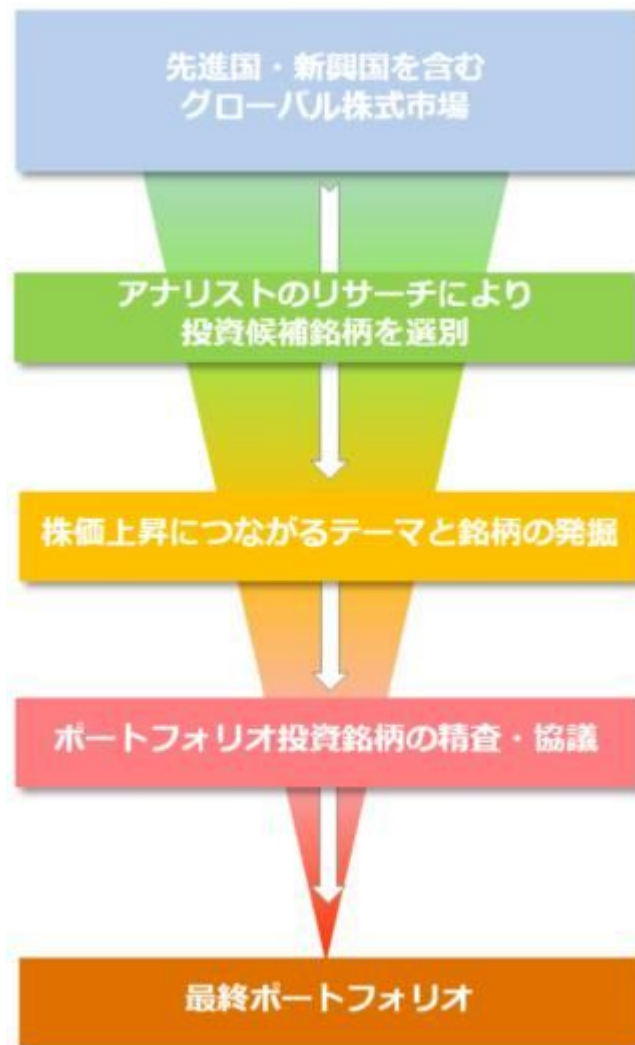 先進国・新興国を含む
グローバル株式市場
アナリストのリサーチにより
投資候補銘柄を選別
株価上昇につながるテーマと銘柄の発掘
ポートフォリオ投資銘柄の精査・協議
最終ポートフォリオ